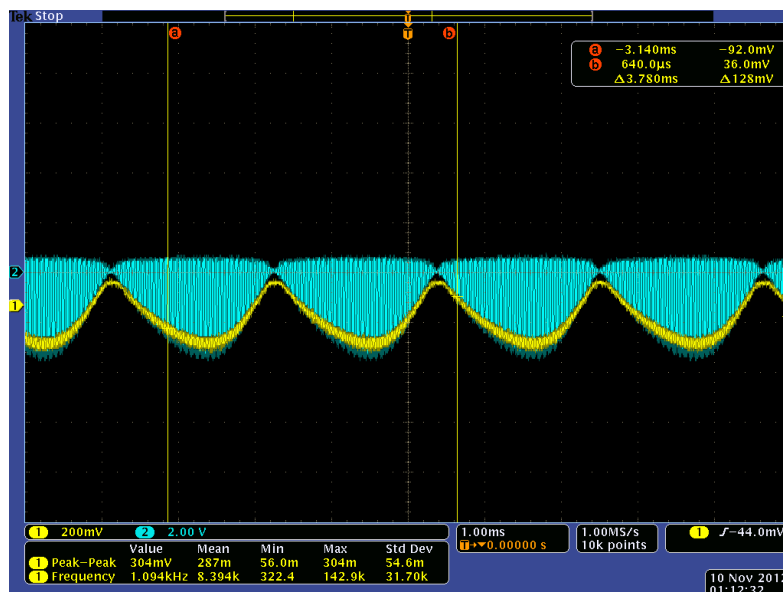 Tek Stop
T
a T b
a -3.140ms -92.0mV
b 640.0µs 36.0mV
Δ3.780ms Δ128mV
2
1
1 200mV 2 2.00 V
1.00ms
T→▼0.00000 s
1.00MS/s
10k points
1 ʃ-44.0mV
Value Mean Min Max Std Dev
1 Peak-Peak 304mV 287m 56.0m 304m 54.6m
1 Frequency 1.094kHz 8.394k 322.4 142.9k 31.70k
10 Nov 2012
01:12:32